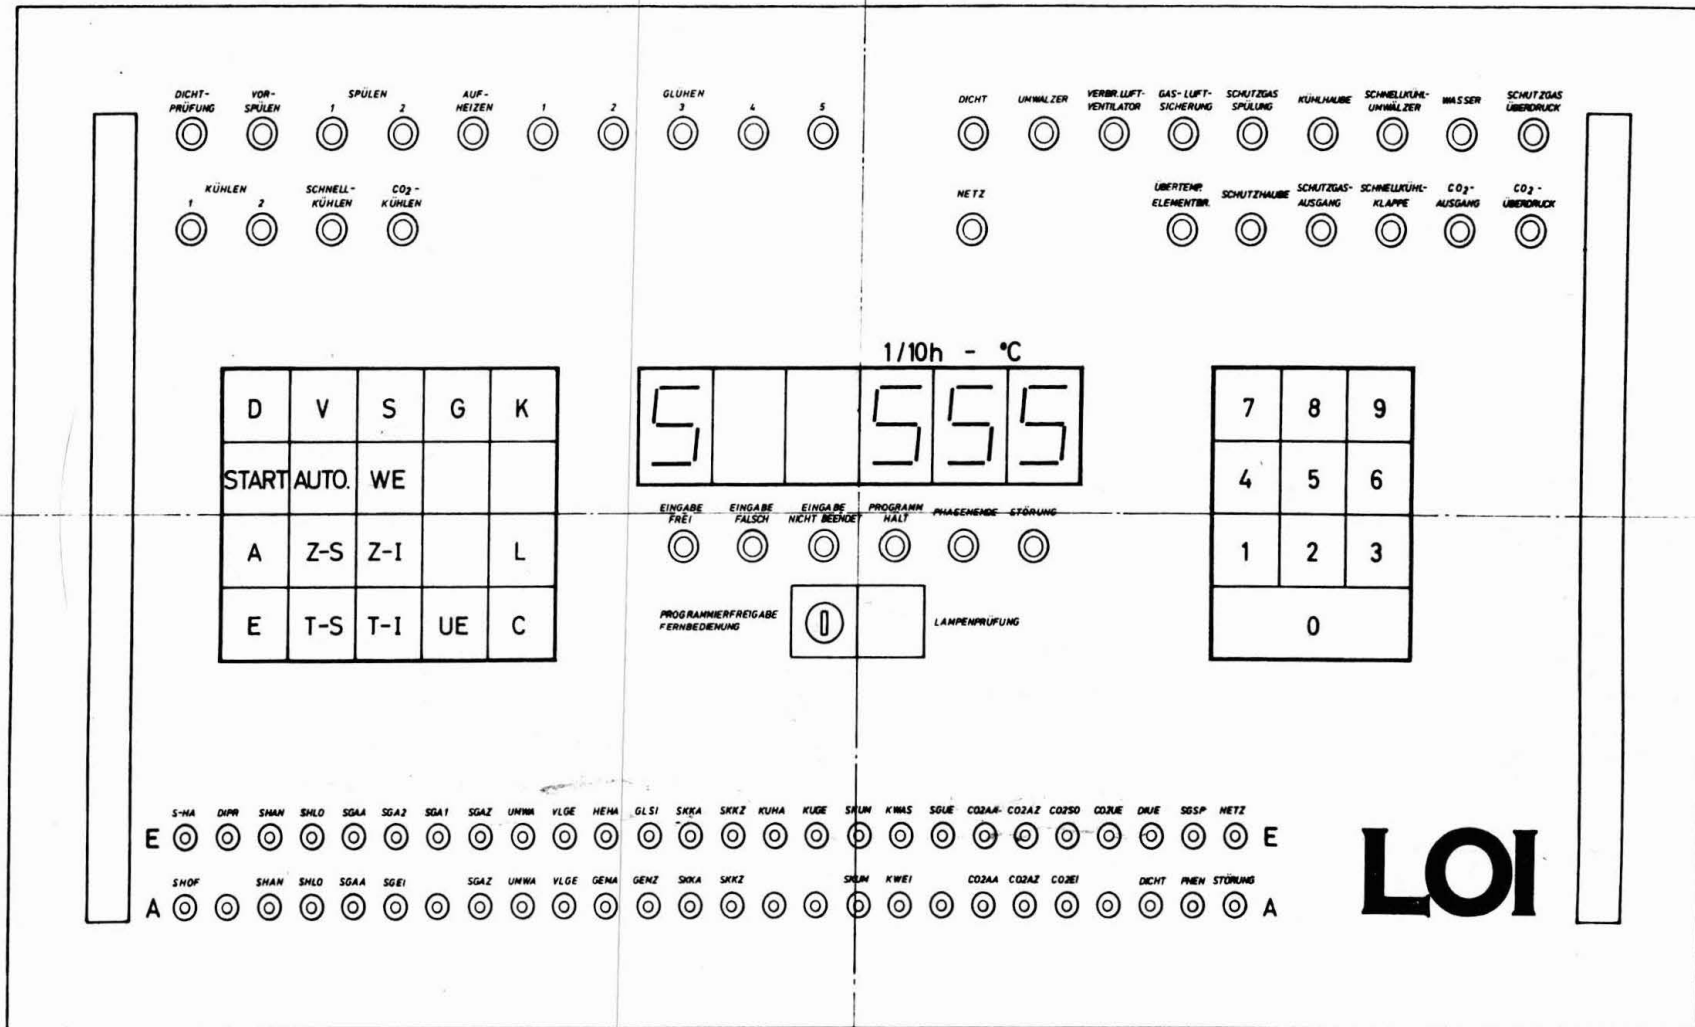 DICHT- VOR- SPÜLEN AUF- GLÜHEN
PRÜFUNG SPÜLEN 1 2 HEIZEN 1 2 3 4 5
DICHT UMWÄLZER VERBR.LUFT- GAS-LUFT- SCHUTZGAS KÜHLHAUBE SCHNELLKÜHL- WASSER SCHUTZGAS
VENTILATOR SICHERUNG SPÜLUNG UMWÄLZER ÜBERDRUCK
KÜHLEN SCHNELL- CO2-
1 2 KÜHLEN KÜHLEN
NETZ ÜBERTEMP. SCHUTZHAUBE SCHUTZGAS- SCHNELLKÜHL- CO2- CO2-
ELEMENTBR. AUSGANG KLAPPE AUSGANG ÜBERDRUCK
1/10h - °C
D V S G K
START AUTO. WE
A Z-S Z-I L
E T-S T-I UE C
S S S S
EINGABE EINGABE EINGABE PROGRAMM PHASENENDE STÖRUNG
FREI FALSCH NICHT BEENDET HALT
PROGRAMMIERFREIGABE
FERNBEDIENUNG
LAMPENPRÜFUNG
7 8 9
4 5 6
1 2 3
0
S-HA DIPR SHAN SHLO SGAA SGA2 SGA1 SGAZ UMWA VLGE HEHA GLSI SKKA SKKZ KUHA KUGE SKUM KWAS SGUE CO2AA CO2AZ CO2SO CO2UE DIUE SGSP NETZ
E E
SHOF SHAN SHLO SGAA SGEI SGAZ UMWA VLGE GEMA GEMZ SKKA SKKZ SKUM KWEI CO2AA CO2AZ CO2EI DICHT PHEN STÖRUNG
A A
LOI